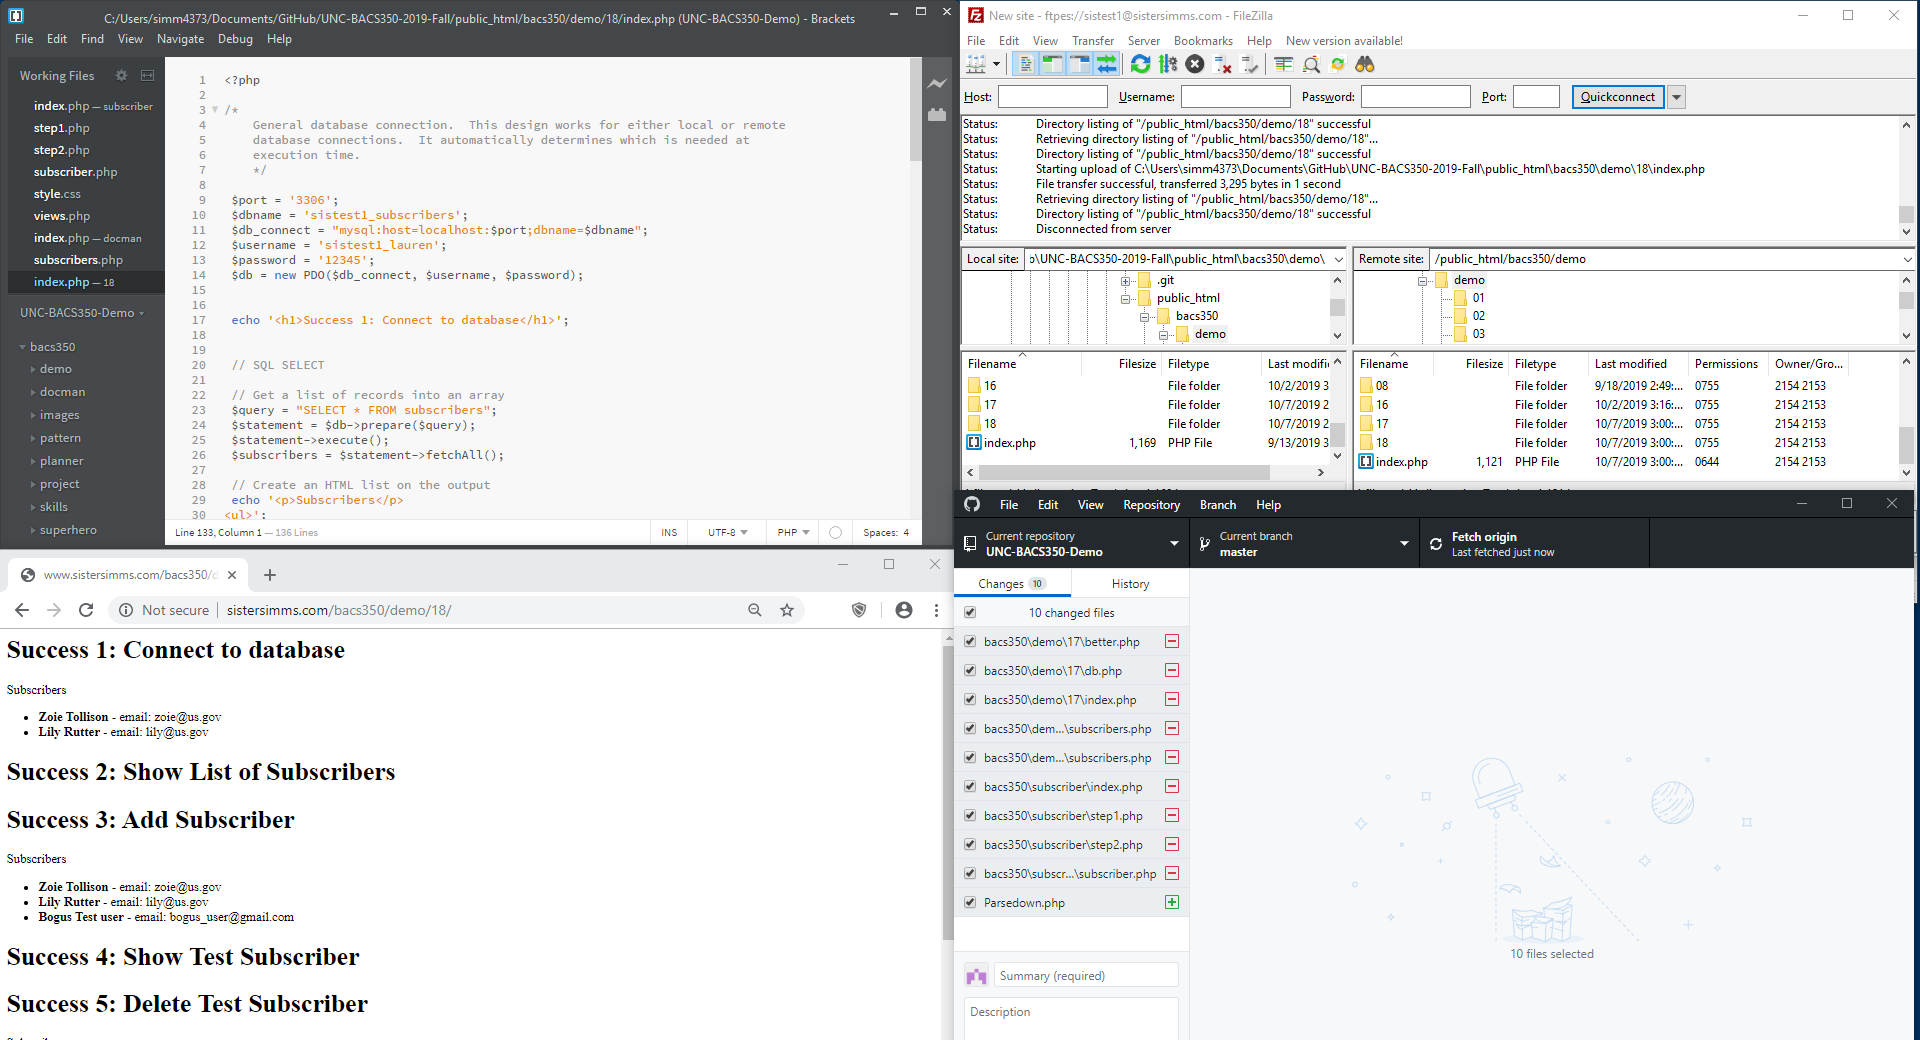 C:/Users/simm4373/Documents/GitHub/UNC-BACS350-2019-Fall/public_html/bacs350/demo/18/index.php (UNC-BACS350-Demo) - Brackets
File Edit Find View Navigate Debug Help
Working Files
index.php — subscriber
step1.php
step2.php
subscriber.php
style.css
views.php
index.php — docman
subscribers.php
index.php — 18
UNC-BACS350-Demo
bacs350
demo
docman
images
pattern
planner
project
skills
superhero
1 <?php
2
3 /*
4 General database connection. This design works for either local or remote
5 database connections. It automatically determines which is needed at
6 execution time.
7 */
8
9 $port = '3306';
10 $dbname = 'sistest1_subscribers';
11 $db_connect = "mysql:host=localhost:$port;dbname=$dbname";
12 $username = 'sistest1_lauren';
13 $password = '12345';
14 $db = new PDO($db_connect, $username, $password);
15
16
17 echo '<h1>Success 1: Connect to database</h1>';
18
19
20 // SQL SELECT
21
22 // Get a list of records into an array
23 $query = "SELECT * FROM subscribers";
24 $statement = $db->prepare($query);
25 $statement->execute();
26 $subscribers = $statement->fetchAll();
27
28 // Create an HTML list on the output
29 echo '<p>Subscribers</p>
30 <ul>';
Line 133, Column 1 — 136 Lines INS UTF-8 PHP Spaces: 4
New site - ftpes://sistest1@sistersimms.com - FileZilla
File Edit View Transfer Server Bookmarks Help New version available!
Host: Username: Password: Port: Quickconnect
Status: Directory listing of "/public_html/bacs350/demo/18" successful
Status: Retrieving directory listing of "/public_html/bacs350/demo/18"...
Status: Directory listing of "/public_html/bacs350/demo/18" successful
Status: Starting upload of C:\Users\simm4373\Documents\GitHub\UNC-BACS350-2019-Fall\public_html\bacs350\demo\18\index.php
Status: File transfer successful, transferred 3,295 bytes in 1 second
Status: Retrieving directory listing of "/public_html/bacs350/demo/18"...
Status: Directory listing of "/public_html/bacs350/demo/18" successful
Status: Disconnected from server
Local site: \UNC-BACS350-2019-Fall\public_html\bacs350\demo\
.git
public_html
bacs350
demo
Remote site: /public_html/bacs350/demo
demo
01
02
03
Filename Filesize Filetype Last modifi
16 File folder 10/2/2019 3
17 File folder 10/7/2019 2
18 File folder 10/7/2019 2
index.php 1,169 PHP File 9/13/2019 3
Filename Filesize Filetype Last modified Permissions Owner/Gro...
08 File folder 9/18/2019 2:49:... 0755 2154 2153
16 File folder 10/2/2019 3:16:... 0755 2154 2153
17 File folder 10/7/2019 3:00:... 0755 2154 2153
18 File folder 10/7/2019 3:00:... 0755 2154 2153
index.php 1,121 PHP File 10/7/2019 3:00:... 0644 2154 2153
www.sistersimms.com/bacs350/d
Not secure sistersimms.com/bacs350/demo/18/
Success 1: Connect to database
Subscribers
Zoie Tollison - email: zoie@us.gov
Lily Rutter - email: lily@us.gov
Success 2: Show List of Subscribers
Success 3: Add Subscriber
Subscribers
Zoie Tollison - email: zoie@us.gov
Lily Rutter - email: lily@us.gov
Bogus Test user - email: bogus_user@gmail.com
Success 4: Show Test Subscriber
Success 5: Delete Test Subscriber
File Edit View Repository Branch Help
Current repository
UNC-BACS350-Demo
Current branch
master
Fetch origin
Last fetched just now
Changes 10 History
10 changed files
bacs350\demo\17\better.php
bacs350\demo\17\db.php
bacs350\demo\17\index.php
bacs350\dem...\subscribers.php
bacs350\dem...\subscribers.php
bacs350\subscriber\index.php
bacs350\subscriber\step1.php
bacs350\subscriber\step2.php
bacs350\subscr...\subscriber.php
Parsedown.php
10 files selected
Summary (required)
Description